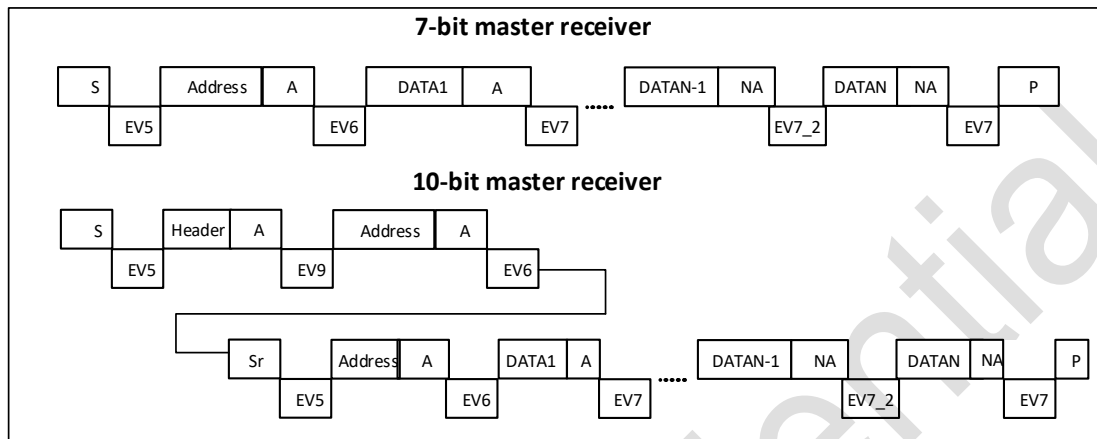 7-bit master receiver
S Address A DATA1 A ..... DATAN-1 NA DATAN NA P
EV5 EV6 EV7 EV7_2 EV7
10-bit master receiver
S Header A Address A
EV5 EV9 EV6
Sr Address A DATA1 A ..... DATAN-1 NA DATAN NA P
EV5 EV6 EV7 EV7_2 EV7
ential